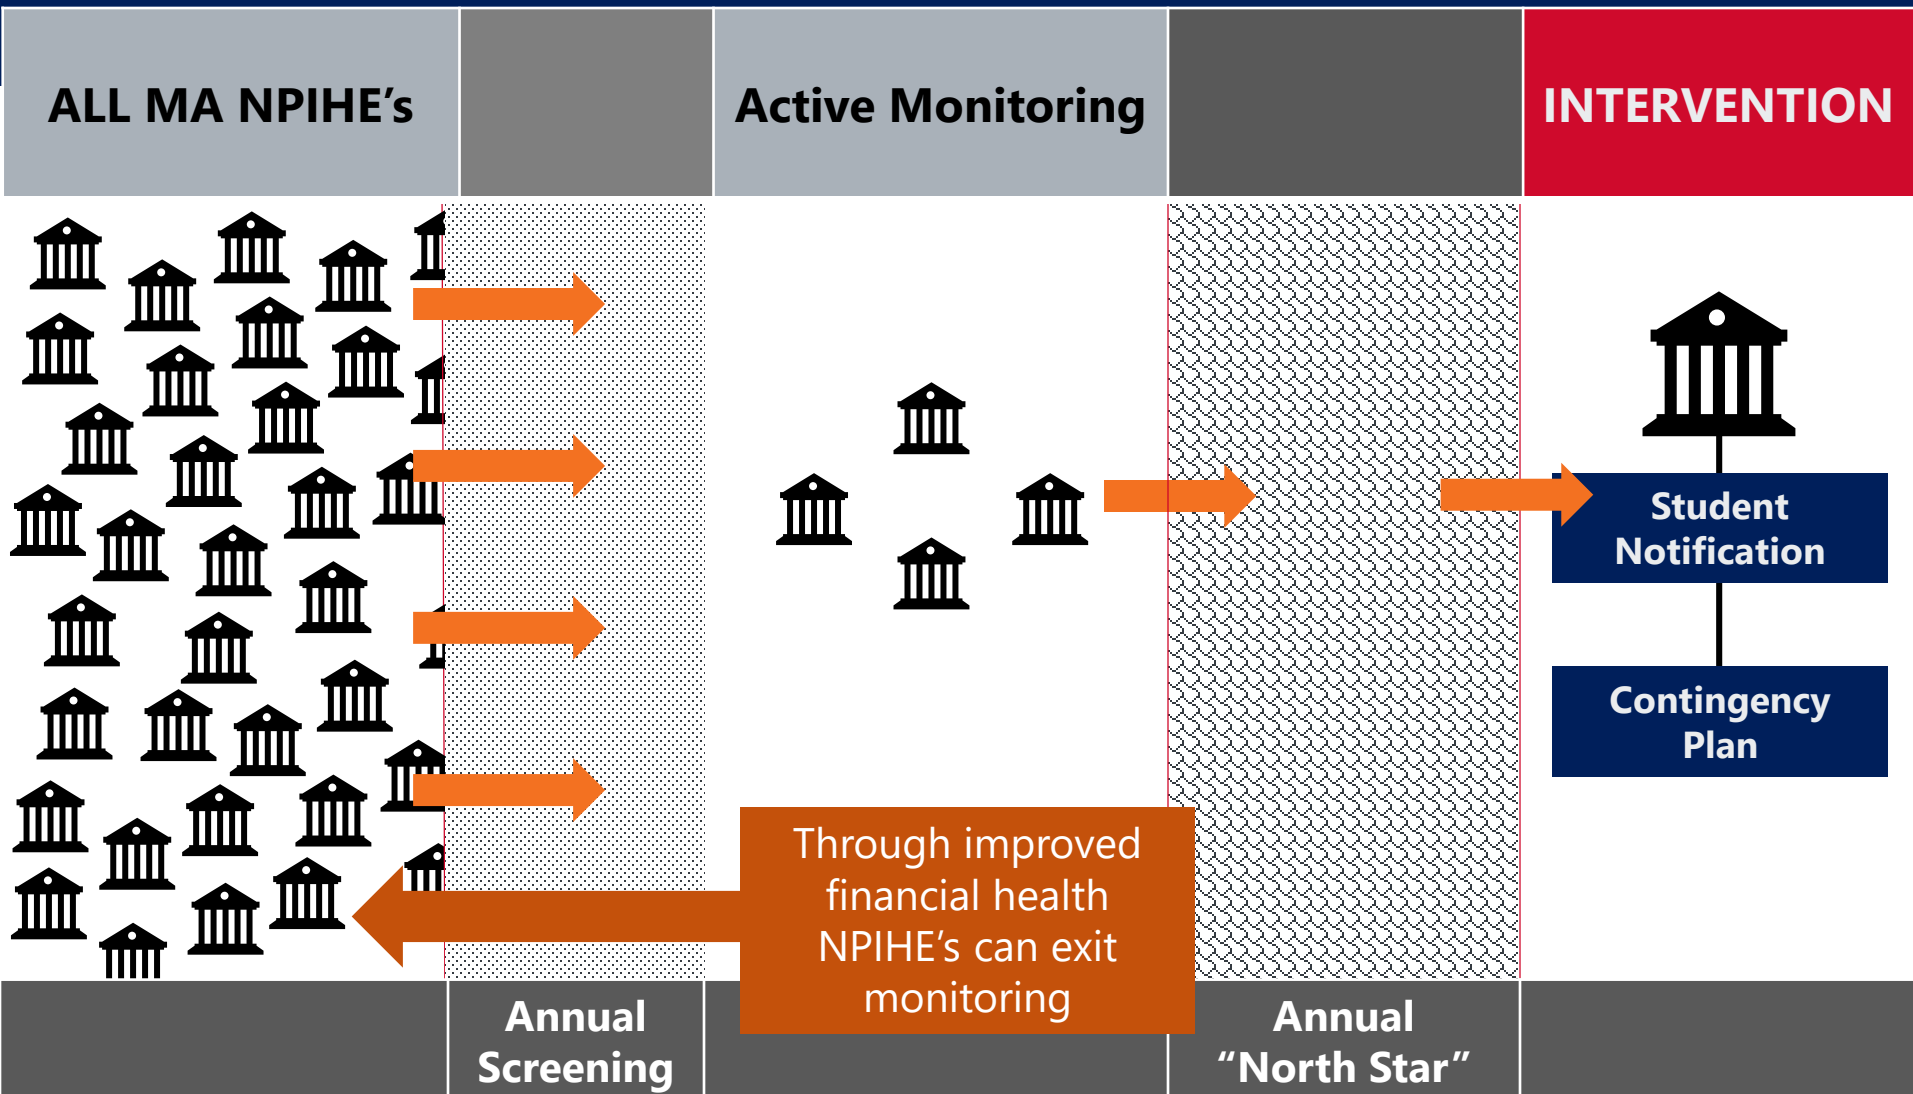 ALL MA NPIHE’s
Active Monitoring
INTERVENTION
Student
Notification
Contingency
Plan
Through improved
financial health
NPIHE’s can exit
monitoring
Annual
Screening
Annual
“North Star”